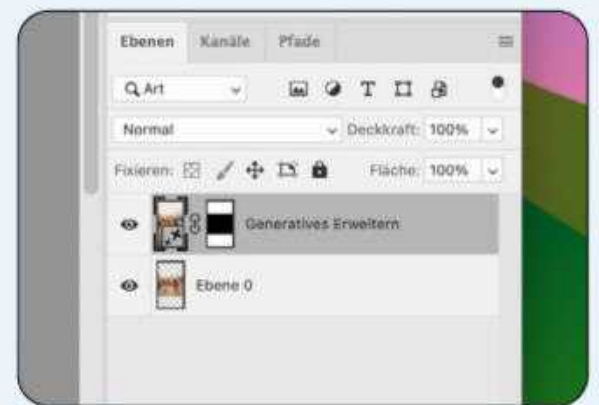 Ebenen Kanäle Pfade
Art
T
Normal Deckkraft: 100%
Fixieren: Fläche: 100%
Generatives Erweitern
Ebene 0